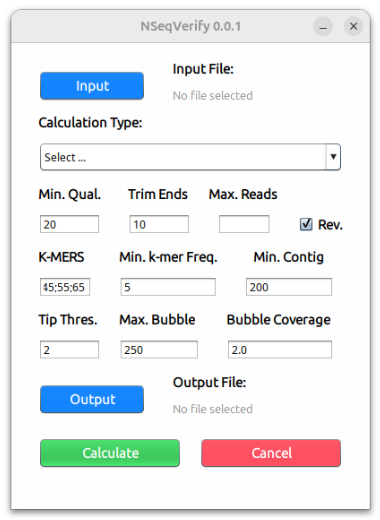 NSeqVerify 0.0.1
Input
Input File:
No file selected
Calculation Type:
Select ...
Min. Qual. Trim Ends Max. Reads
20 10 Rev.
K-MERS Min. k-mer Freq. Min. Contig
45;55;65 5 200
Tip Thres. Max. Bubble Bubble Coverage
2 250 2.0
Output
Output File:
No file selected
Calculate Cancel